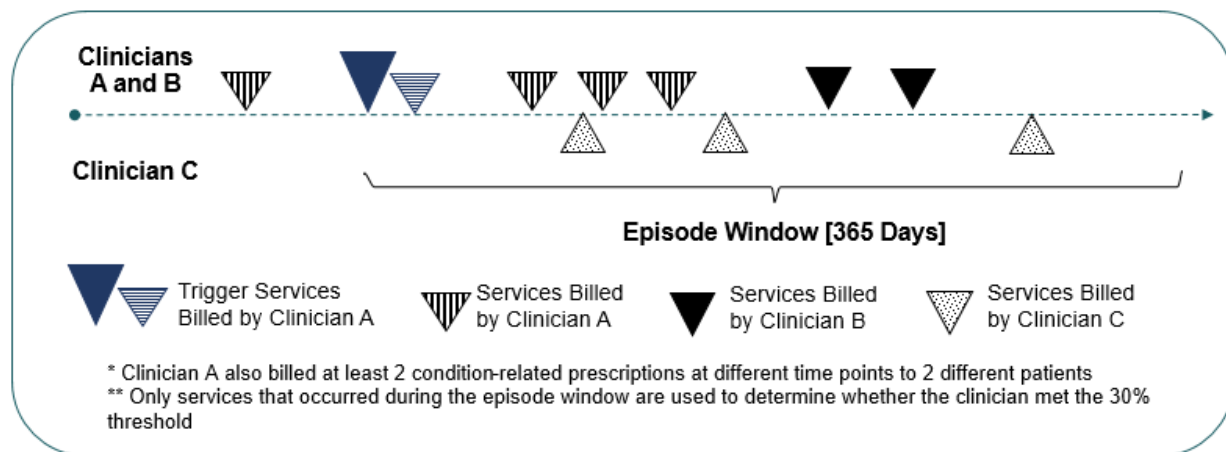 Clinicians
A and B
Clinician C
Episode Window [365 Days]
Trigger Services
Billed by Clinician A
Services Billed
by Clinician A
Services Billed
by Clinician B
Services Billed
by Clinician C
* Clinician A also billed at least 2 condition-related prescriptions at different time points to 2 different patients
** Only services that occurred during the episode window are used to determine whether the clinician met the 30%
threshold